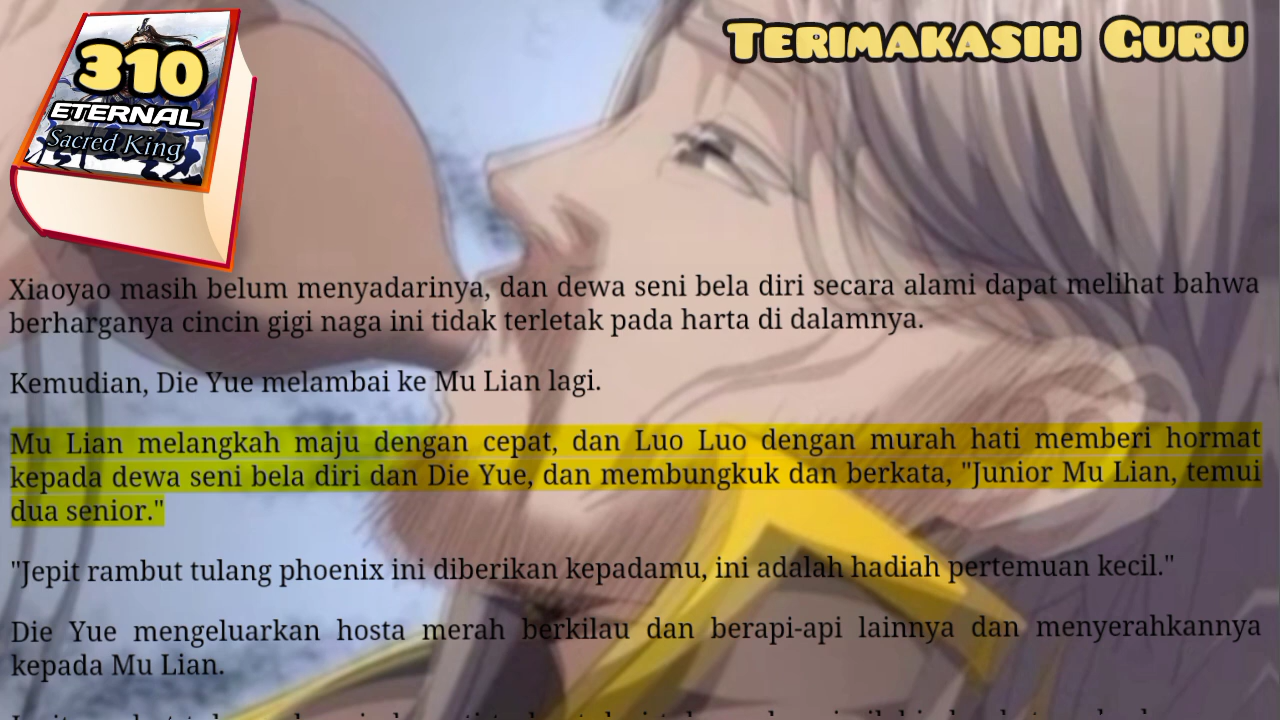 TERIMAKASIH GURU
310
ETERNAL
Sacred King
Xiaoyao masih belum menyadarinya, dan dewa seni bela diri secara alami dapat melihat bahwa
berharganya cincin gigi naga ini tidak terletak pada harta di dalamnya.
Kemudian, Die Yue melambai ke Mu Lian lagi.
Mu Lian melangkah maju dengan cepat, dan Luo Luo dengan murah hati memberi hormat
kepada dewa seni bela diri dan Die Yue, dan membungkuk dan berkata, "Junior Mu Lian, temui
dua senior."
"Jepit rambut tulang phoenix ini diberikan kepadamu, ini adalah hadiah pertemuan kecil."
Die Yue mengeluarkan hosta merah berkilau dan berapi-api lainnya dan menyerahkannya
kepada Mu Lian.